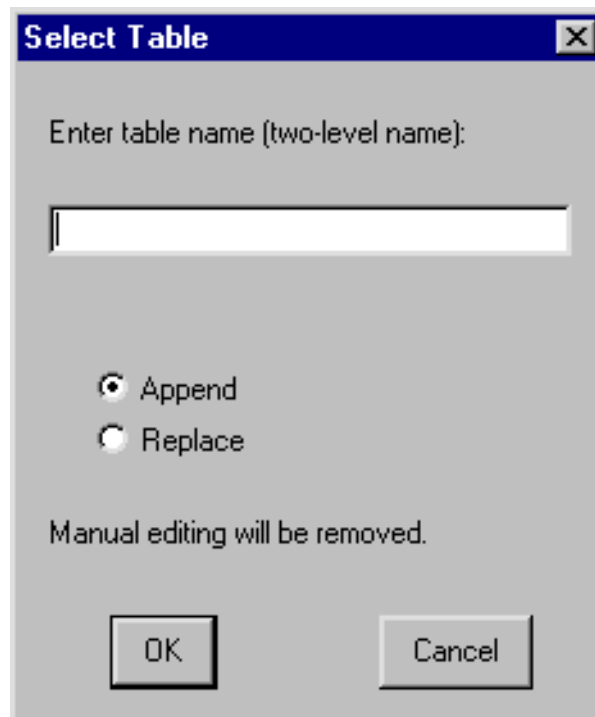 Select Table
Enter table name (two-level name):
Append
Replace
Manual editing will be removed.
OK
Cancel